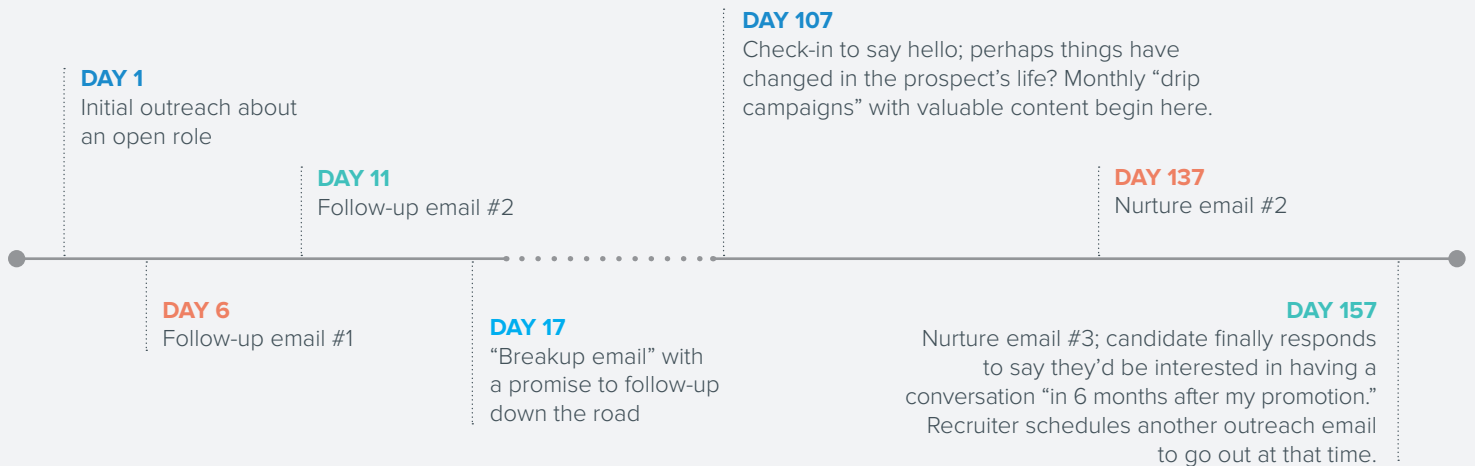 DAY 1
Initial outreach about
an open role
DAY 6
Follow-up email #1
DAY 11
Follow-up email #2
DAY 17
“Breakup email” with
a promise to follow-up
down the road
DAY 107
Check-in to say hello; perhaps things have
changed in the prospect’s life? Monthly “drip
campaigns” with valuable content begin here.
DAY 137
Nurture email #2
DAY 157
Nurture email #3; candidate finally responds
to say they’d be interested in having a
conversation “in 6 months after my promotion.”
Recruiter schedules another outreach email
to go out at that time.